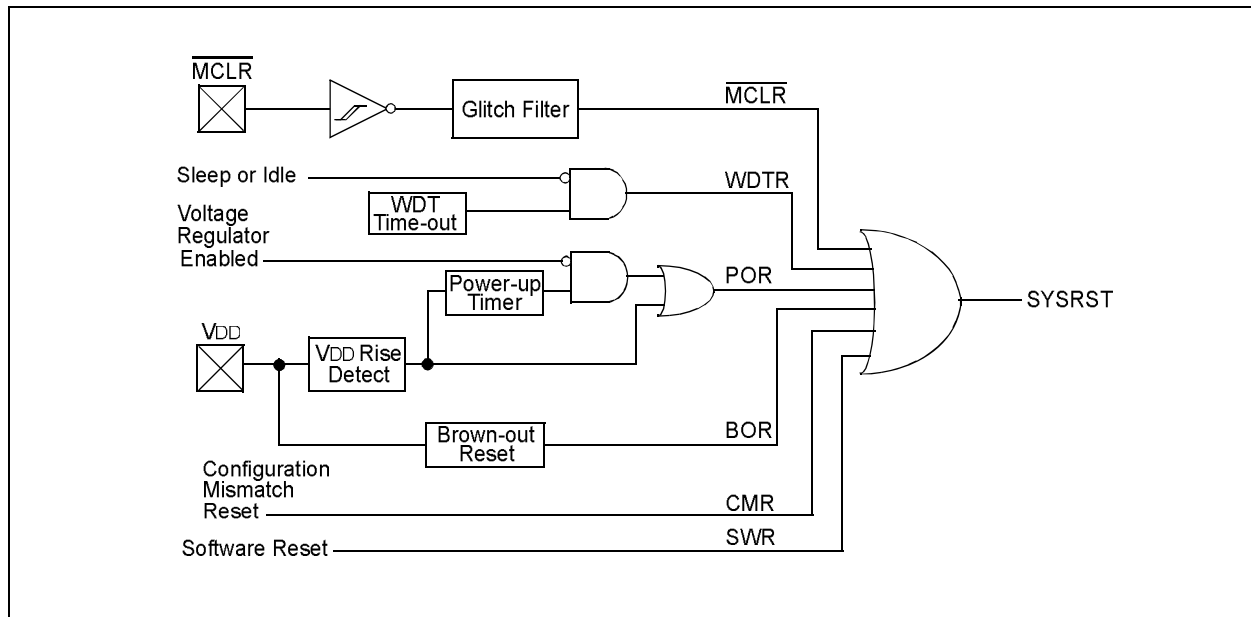 MCLR
Glitch Filter
MCLR
Sleep or Idle
WDT
Time-out
WDTR
Voltage
Regulator
Enabled
Power-up
Timer
POR
SYSRST
VDD
VDD Rise
Detect
Brown-out
Reset
BOR
Configuration
Mismatch
Reset
CMR
Software Reset
SWR